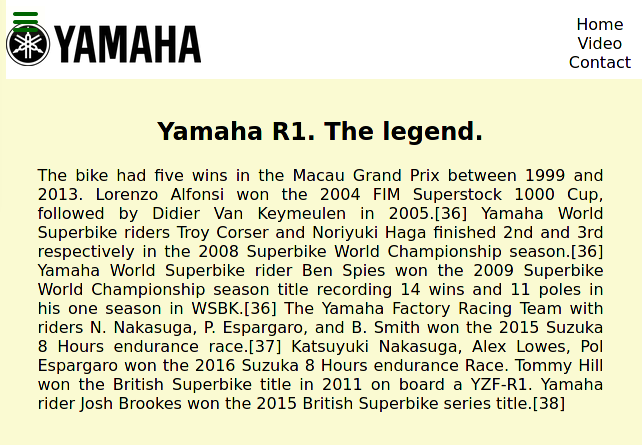 YAMAHA
Home
Video
Contact
Yamaha R1. The legend.
The bike had five wins in the Macau Grand Prix between 1999 and
2013. Lorenzo Alfonsi won the 2004 FIM Superstock 1000 Cup,
followed by Didier Van Keymeulen in 2005.[36] Yamaha World
Superbike riders Troy Corser and Noriyuki Haga finished 2nd and 3rd
respectively in the 2008 Superbike World Championship season.[36]
Yamaha World Superbike rider Ben Spies won the 2009 Superbike
World Championship season title recording 14 wins and 11 poles in
his one season in WSBK.[36] The Yamaha Factory Racing Team with
riders N. Nakasuga, P. Espargaro, and B. Smith won the 2015 Suzuka
8 Hours endurance race.[37] Katsuyuki Nakasuga, Alex Lowes, Pol
Espargaro won the 2016 Suzuka 8 Hours endurance Race. Tommy Hill
won the British Superbike title in 2011 on board a YZF-R1. Yamaha
rider Josh Brookes won the 2015 British Superbike series title.[38]